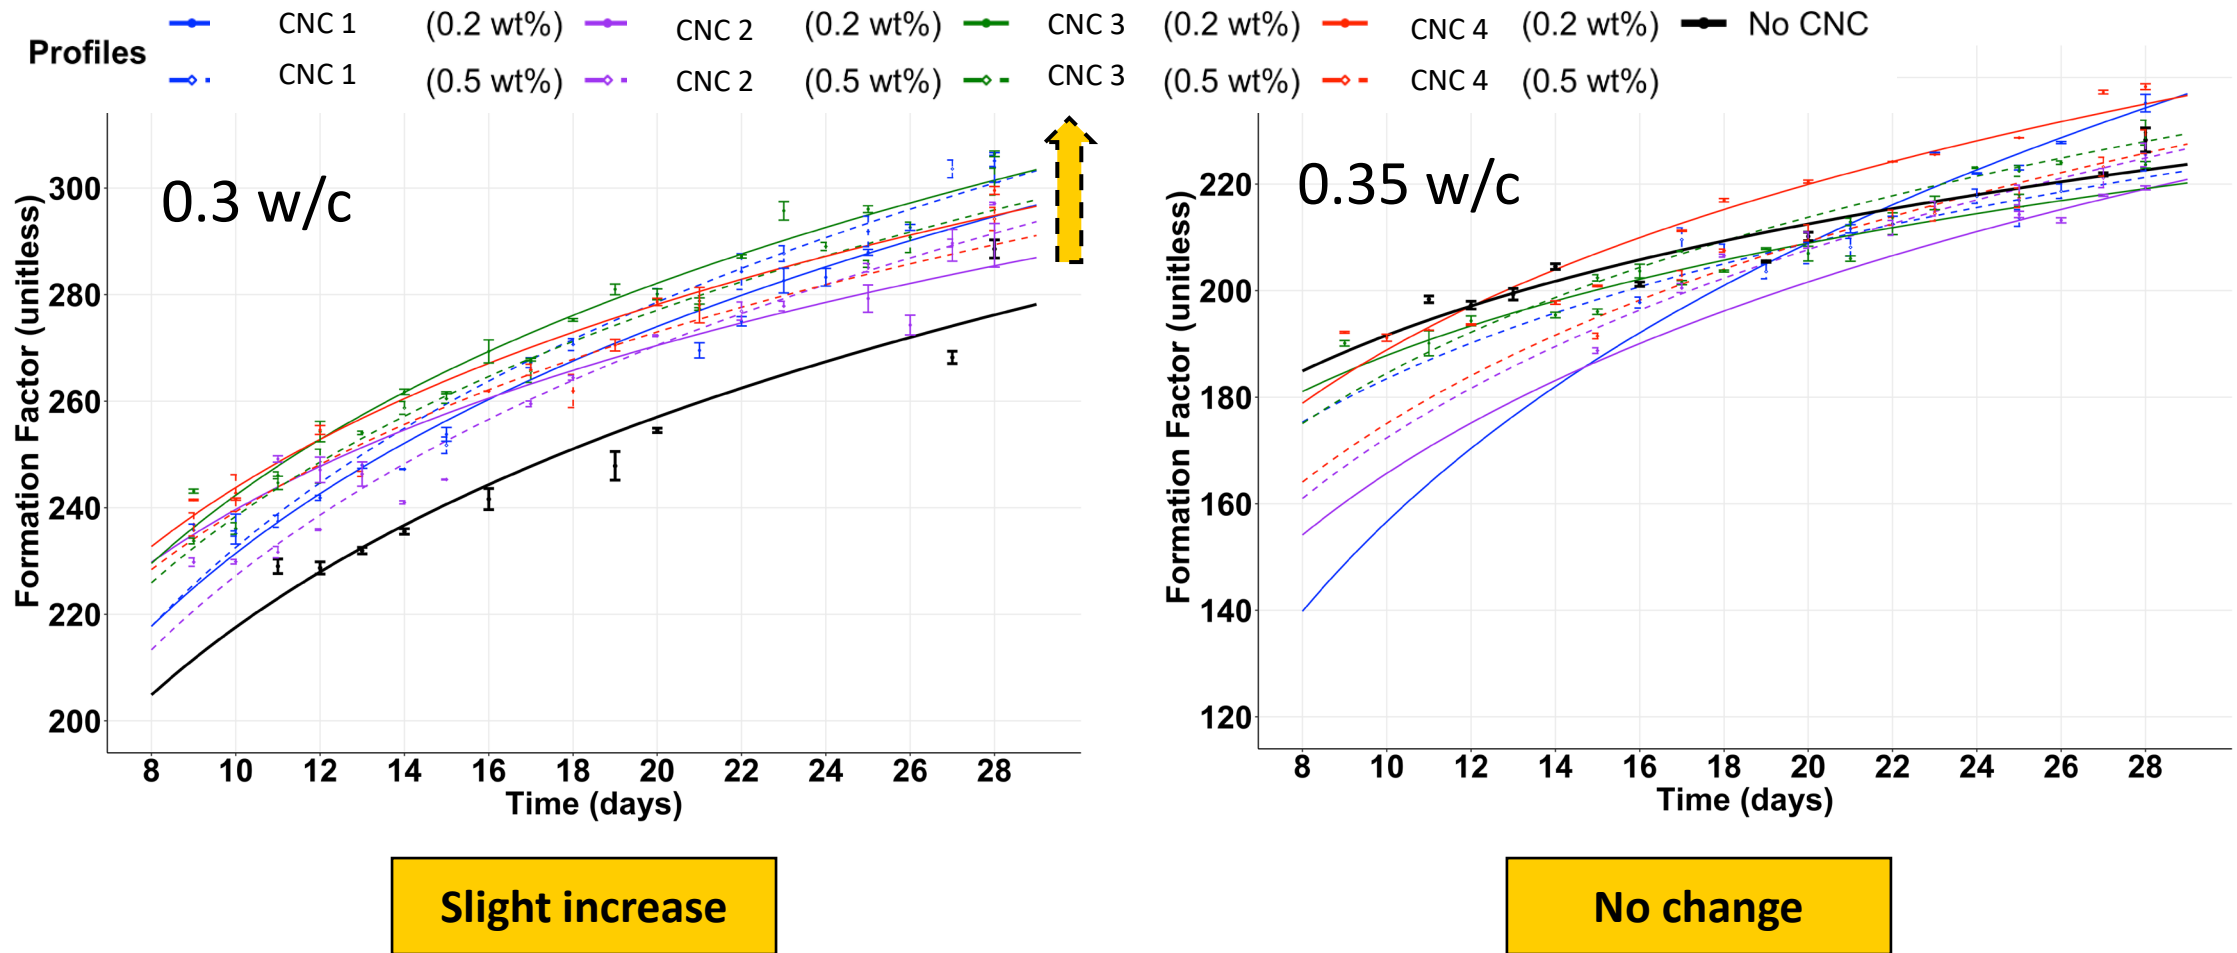 Profiles
CNC 1 (0.2 wt%) CNC 2 (0.2 wt%) CNC 3 (0.2 wt%) CNC 4 (0.2 wt%) No CNC
CNC 1 (0.5 wt%) CNC 2 (0.5 wt%) CNC 3 (0.5 wt%) CNC 4 (0.5 wt%)
0.3 w/c
Formation Factor (unitless)
300
280
260
240
220
200
8 10 12 14 16 18 20 22 24 26 28
Time (days)
Slight increase
0.35 w/c
Formation Factor (unitless)
220
200
180
160
140
120
8 10 12 14 16 18 20 22 24 26 28
Time (days)
No change